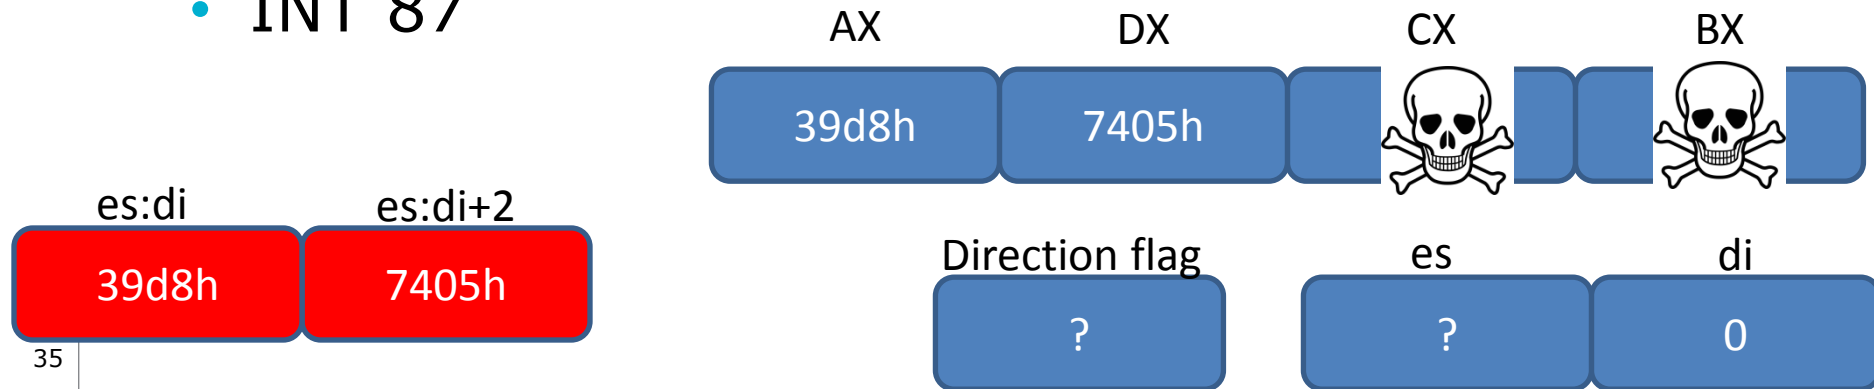 • INT 87
AX DX CX BX
39d8h 7405h
es:di es:di+2
39d8h 7405h
Direction flag es di
? ? 0
35